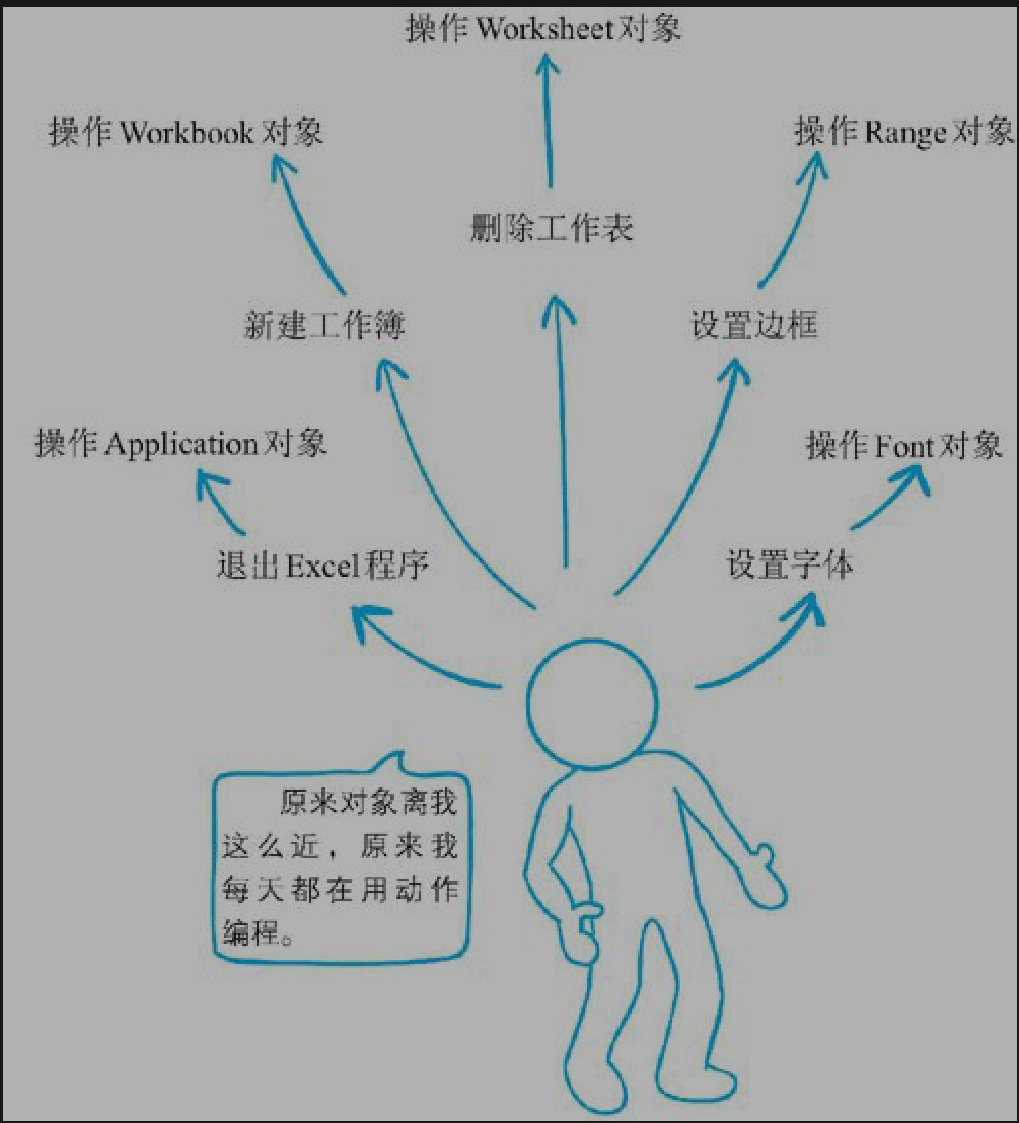 操作 Worksheet 对象
操作 Workbook 对象
操作 Range 对象
删除工作表
新建工作簿
设置边框
操作 Application 对象
操作 Font 对象
退出 Excel 程序
设置字体
原来对象离我
这么近，原来我
每天都在用动作
编程。